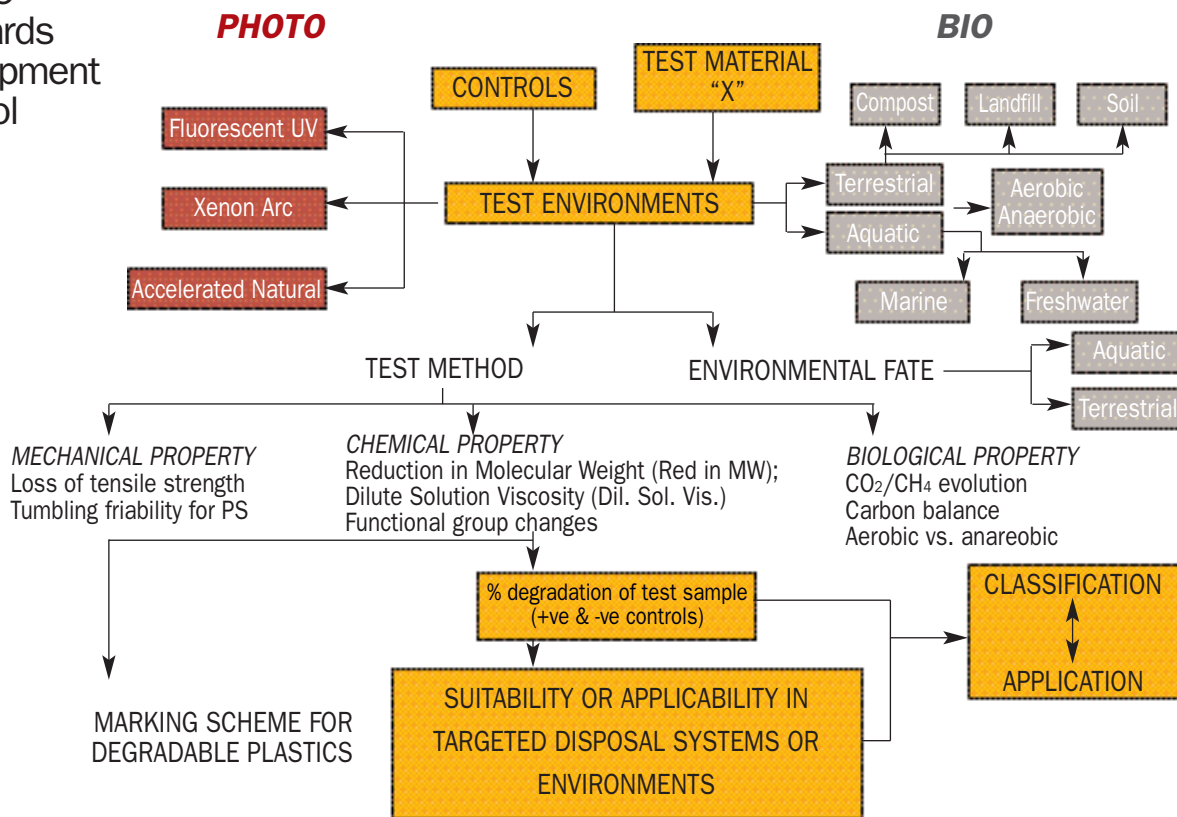 ards
pment
ol
PHOTO
BIO
CONTROLS
TEST MATERIAL
“X”
Compost
Landfill
Soil
Fluorescent UV
Xenon Arc
Accelerated Natural
TEST ENVIRONMENTS
Terrestrial
Aquatic
Aerobic
Anaerobic
Marine
Freshwater
TEST METHOD
ENVIRONMENTAL FATE
Aquatic
Terrestrial
MECHANICAL PROPERTY
Loss of tensile strength
Tumbling friability for PS
CHEMICAL PROPERTY
Reduction in Molecular Weight (Red in MW);
Dilute Solution Viscosity (Dil. Sol. Vis.)
Functional group changes
BIOLOGICAL PROPERTY
CO2/CH4 evolution
Carbon balance
Aerobic vs. anareobic
% degradation of test sample
(+ve & -ve controls)
CLASSIFICATION
APPLICATION
MARKING SCHEME FOR
DEGRADABLE PLASTICS
SUITABILITY OR APPLICABILITY IN
TARGETED DISPOSAL SYSTEMS OR
ENVIRONMENTS